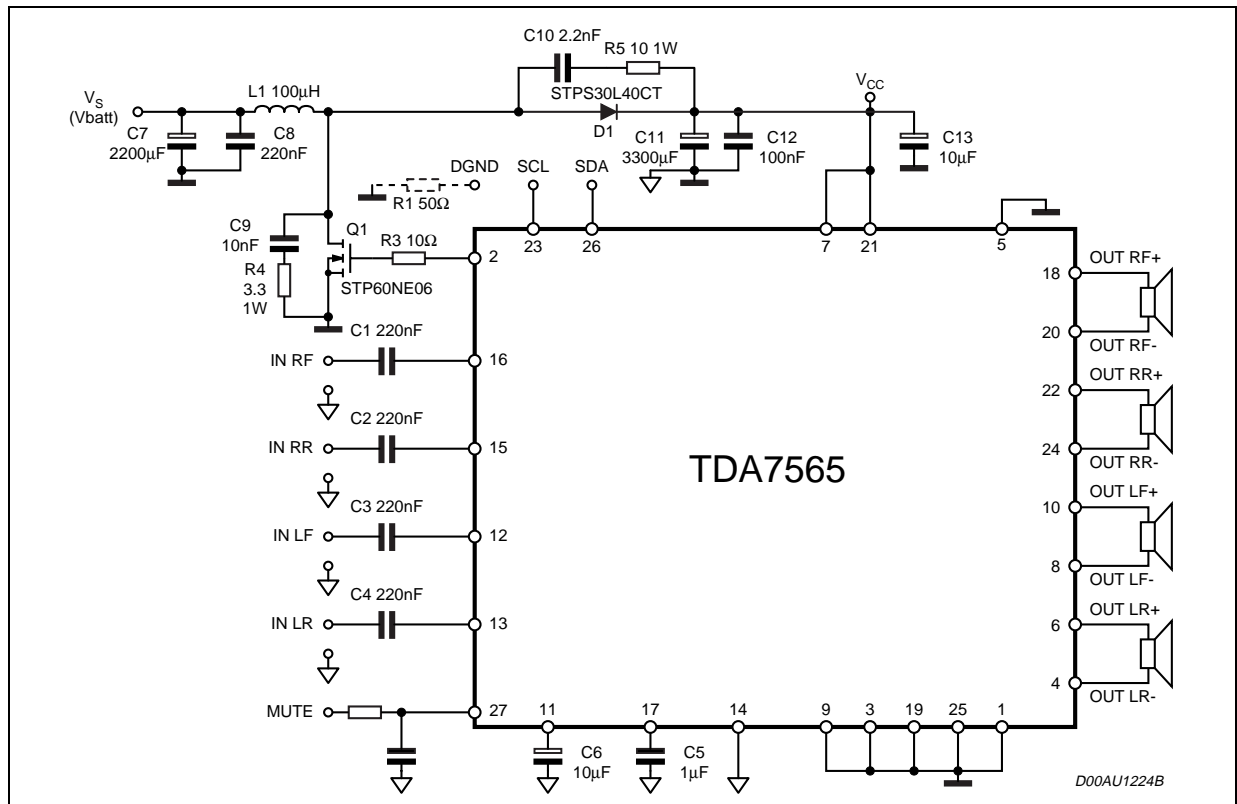 C10 2.2nF
R5 10 1W
STPS30L40CT
D1
VCC
VS
(Vbatt)
L1 100µH
C7
2200µF
C8
220nF
C11
3300µF
C12
100nF
C13
10µF
DGND
SCL
SDA
R1 50Ω
C9
10nF
Q1
R3 10Ω
R4
3.3
1W
STP60NE06
2
23
26
7
21
5
C1 220nF
IN RF
16
C2 220nF
IN RR
15
C3 220nF
IN LF
12
C4 220nF
IN LR
13
MUTE
27
TDA7565
18
OUT RF+
20
OUT RF-
22
OUT RR+
24
OUT RR-
10
OUT LF+
8
OUT LF-
6
OUT LR+
4
OUT LR-
11
17
14
9
3
19
25
1
C6
10µF
C5
1µF
D00AU1224B